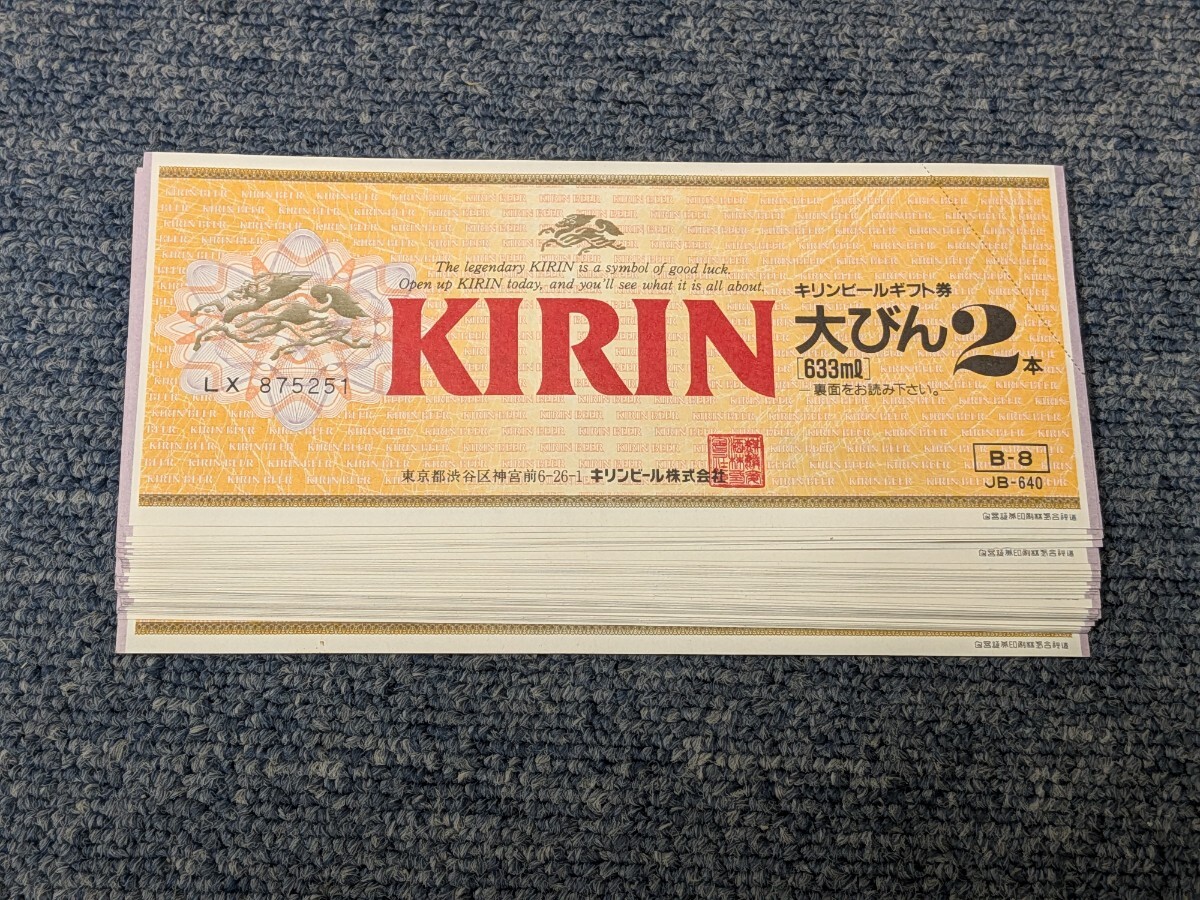 The legendary KIRIN is a symbol of good luck.
Open up KIRIN today, and you'll see what it is all about.
KIRIN
LX 875251
キリンビールギフト券
大びん2本
633mℓ
裏面をお読み下さい。
東京都渋谷区神宮前6-26-1 キリンビール株式会社
B-8
JB-640
KIRIN BEER